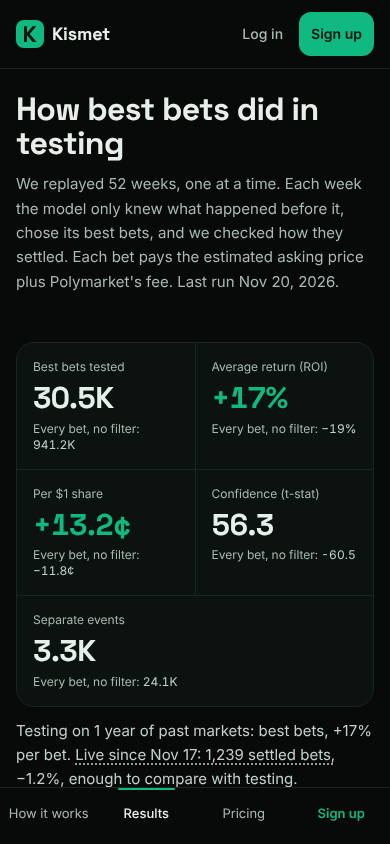 K Kismet
Log in
Sign up
How best bets did in
testing
We replayed 52 weeks, one at a time. Each week
the model only knew what happened before it,
chose its best bets, and we checked how they
settled. Each bet pays the estimated asking price
plus Polymarket's fee. Last run Nov 20, 2026.
Best bets tested
30.5K
Every bet, no filter:
941.2K
Average return (ROI)
+17%
Every bet, no filter: −19%
Per $1 share
+13.2¢
Every bet, no filter:
−11.8¢
Confidence (t-stat)
56.3
Every bet, no filter: -60.5
Separate events
3.3K
Every bet, no filter: 24.1K
Testing on 1 year of past markets: best bets, +17%
per bet. Live since Nov 17: 1,239 settled bets,
−1.2%, enough to compare with testing.
How it works
Results
Pricing
Sign up